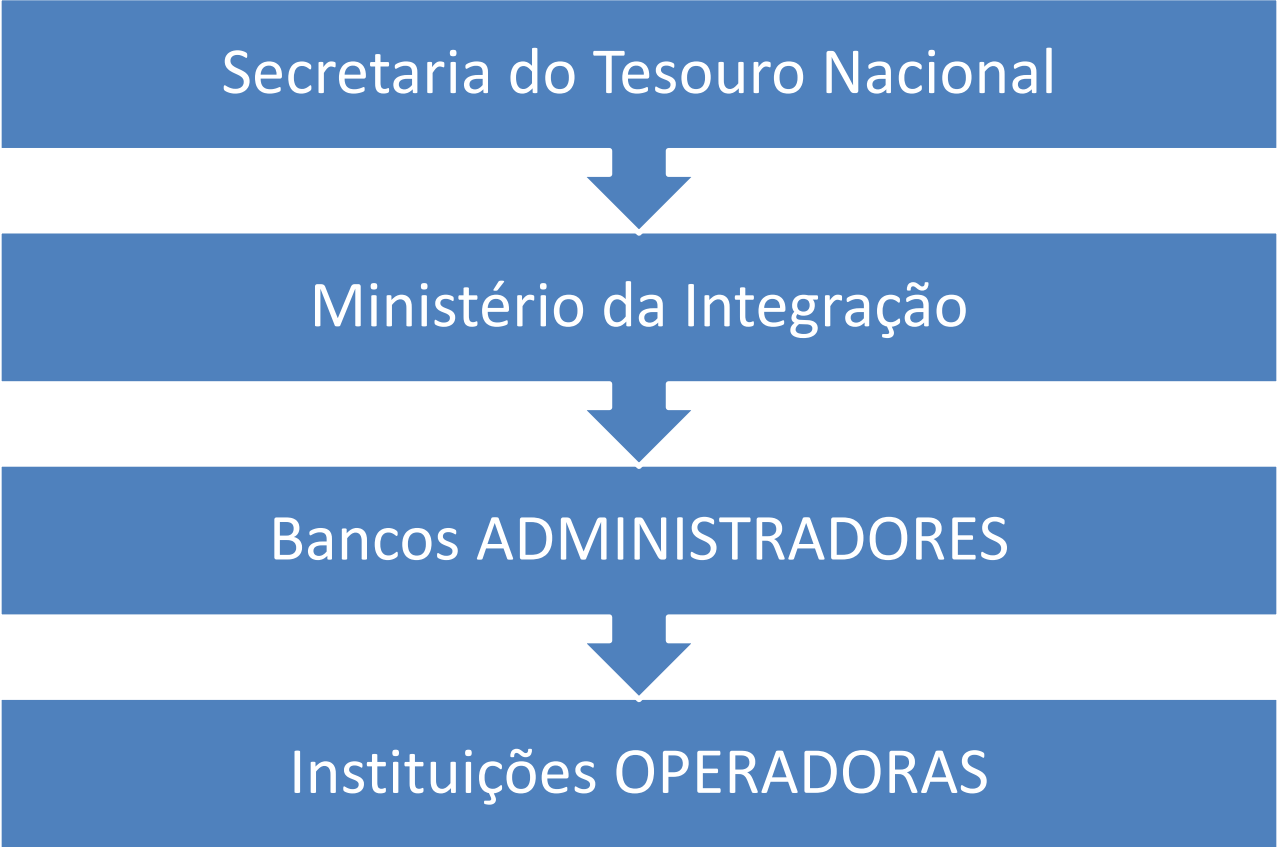 Secretaria do Tesouro Nacional
Ministério da Integração
Bancos ADMINISTRADORES
Instituições OPERADORAS